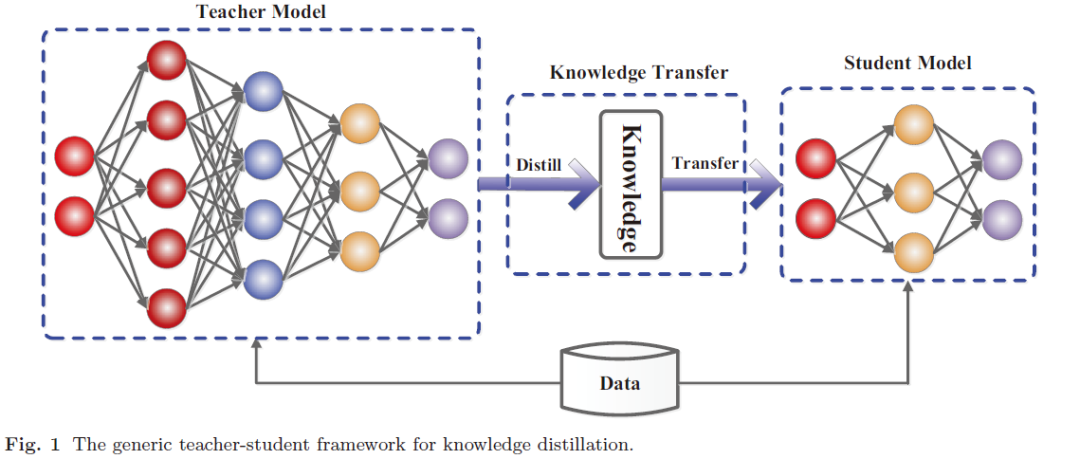 Teacher Model
Knowledge Transfer
Student Model
Distill
Knowledge
Transfer
Data
Fig. 1 The generic teacher-student framework for knowledge distillation.